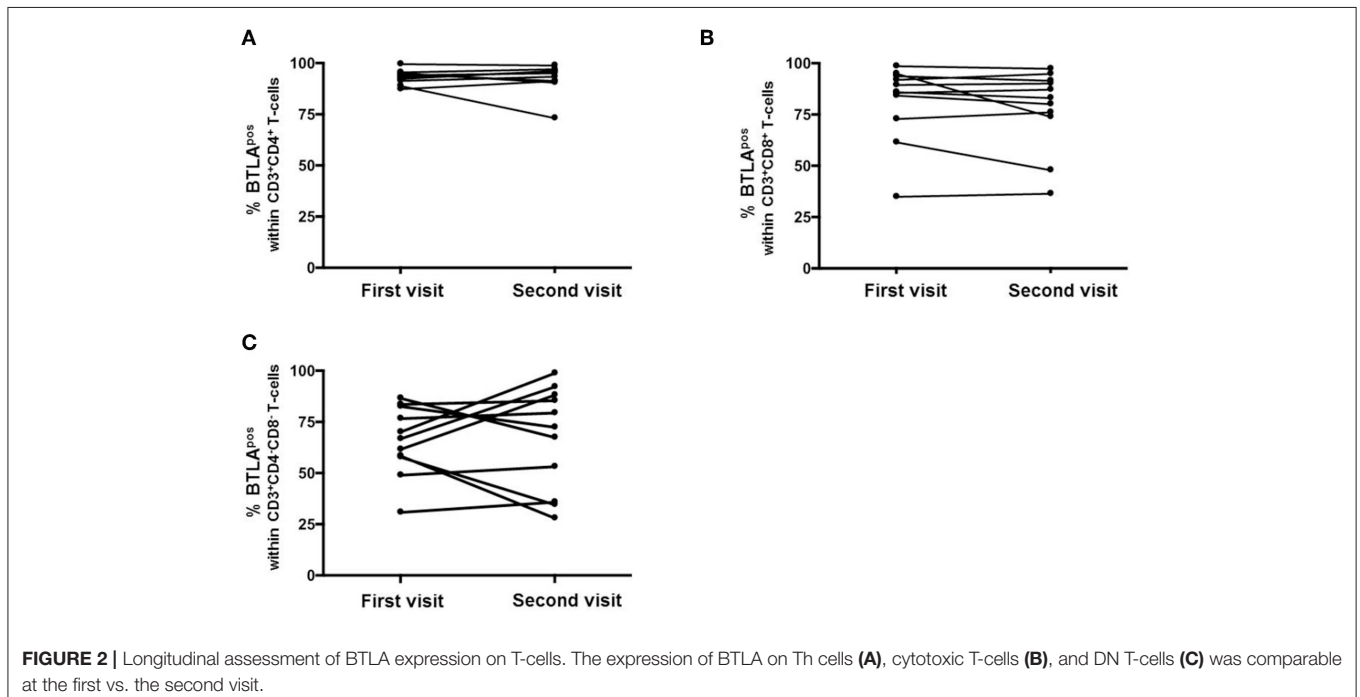 A
% BTLAᵖᵒˢ
within CD3⁺CD4⁺ T-cells
100
75
50
25
0
First visit
Second visit
B
% BTLAᵖᵒˢ
within CD3⁺CD8⁺ T-cells
100
75
50
25
0
First visit
Second visit
C
% BTLAᵖᵒˢ
within CD3⁺CD4⁻CD8⁻ T-cells
100
75
50
25
0
First visit
Second visit
FIGURE 2 | Longitudinal assessment of BTLA expression on T-cells. The expression of BTLA on Th cells (A), cytotoxic T-cells (B), and DN T-cells (C) was comparable
at the first vs. the second visit.